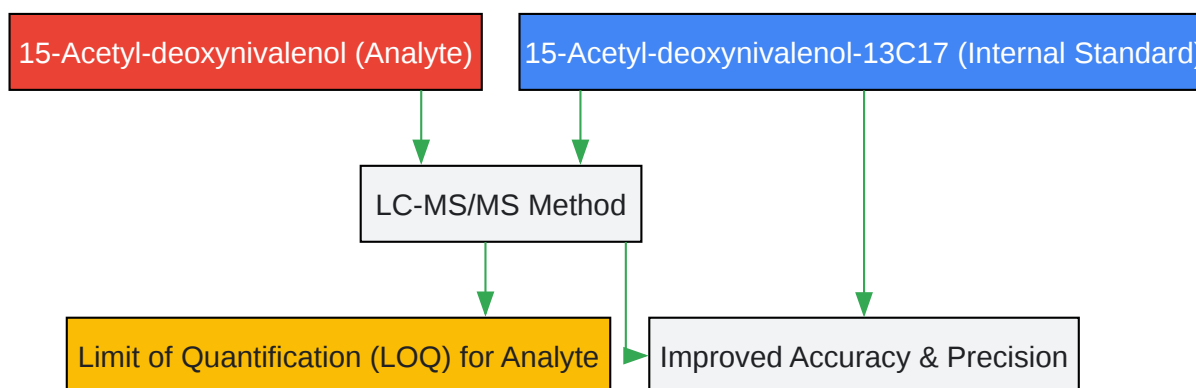 15-Acetyl-deoxynivalenol (Analyte)
15-Acetyl-deoxynivalenol-13C17 (Internal Standard)
LC-MS/MS Method
Limit of Quantification (LOQ) for Analyte
Improved Accuracy & Precision